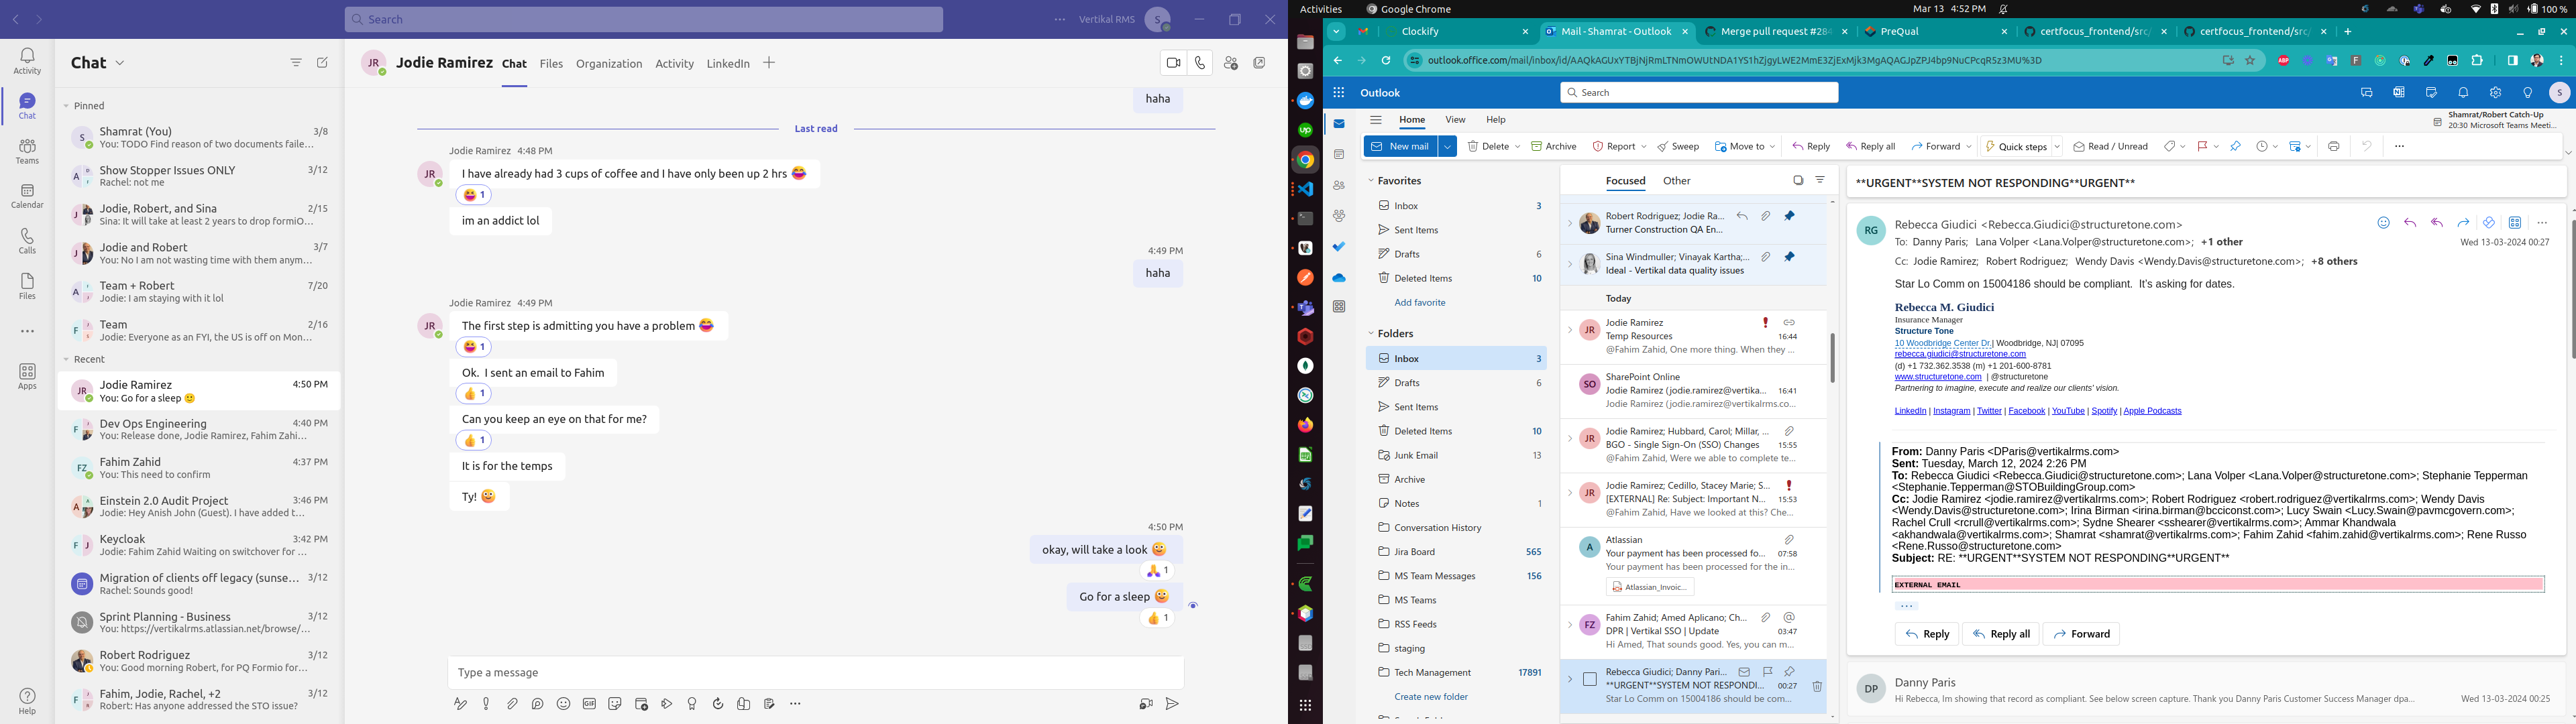 Search
Vertikal RMS
S
Activity
Chat
Teams
Calendar
Calls
Files
Apps
Help
Chat
Pinned
Shamrat (You) 3/8
You: TODO Find reason of two documents faile...
Show Stopper Issues ONLY 3/12
Rachel: not me
Jodie, Robert, and Sina 2/15
Sina: It will take at least 2 years to drop formiO...
Jodie and Robert 3/7
You: No I am not wasting time with them anym...
Team + Robert 7/20
Jodie: I am staying with it lol
Team 2/16
Jodie: Everyone as an FYI, the US is off on Mon...
Recent
Jodie Ramirez 4:50 PM
You: Go for a sleep
Dev Ops Engineering 4:40 PM
You: Release done, Jodie Ramirez, Fahim Zahi...
Fahim Zahid 4:37 PM
You: This need to confirm
Einstein 2.0 Audit Project 3:46 PM
Jodie: Hey Anish John (Guest). I have added t...
Keycloak 3:42 PM
Jodie: Fahim Zahid Waiting on switchover for ...
Migration of clients off legacy (sunse... 3/12
Rachel: Sounds good!
Sprint Planning - Business 3/12
You: https://vertikalrms.atlassian.net/browse/...
Robert Rodriguez 3/12
You: Good morning Robert, for PQ Formio for...
Fahim, Jodie, Rachel, +2 3/12
Robert: Has anyone addressed the STO issue?
JR Jodie Ramirez Chat Files Organization Activity LinkedIn
haha
Last read
Jodie Ramirez 4:48 PM
I have already had 3 cups of coffee and I have only been up 2 hrs 😂
😆 1
im an addict lol
4:49 PM
haha
Jodie Ramirez 4:49 PM
The first step is admitting you have a problem 😂
😆 1
Ok. I sent an email to Fahim
👍 1
Can you keep an eye on that for me?
👍 1
It is for the temps
Ty!
4:50 PM
okay, will take a look
🙏 1
Go for a sleep
👍 1
Type a message
Activities Google Chrome
Mar 13 4:52 PM
100 %
Clockify
Mail - Shamrat - Outlook
Merge pull request #284
PreQual
certfocus_frontend/src/
certfocus_frontend/src/
outlook.office.com/mail/inbox/id/AAQkAGUxYTBjNjRmLTNmOWUtNDA1YS1hZjgyLWE2MmE3ZjExMjk3MgAQAGJpZPJ4bp9NuCPcqR5z3MU%3D
Outlook
Search
Home View Help
Shamrat/Robert Catch-Up
20:30 Microsoft Teams Meeti...
New mail Delete Archive Report Sweep Move to Reply Reply all Forward Quick steps Read / Unread
Favorites
Inbox 3
Sent Items
Drafts 6
Deleted Items 10
Add favorite
Folders
Inbox 3
Drafts 6
Sent Items
Deleted Items 10
Junk Email 13
Archive
Notes 1
Conversation History
Jira Board 565
MS Team Messages 156
MS Teams
RSS Feeds
staging
Tech Management 17891
Create new folder
Focused Other
Robert Rodriguez; Jodie Ra...
Turner Construction QA En...
Sina Windmuller; Vinayak Kartha;...
Ideal - Vertikal data quality issues
Today
Jodie Ramirez
Temp Resources 16:44
@Fahim Zahid, One more thing. When they ...
SharePoint Online
Jodie Ramirez (jodie.ramirez@vertika... 16:41
Jodie Ramirez (jodie.ramirez@vertikalrms.co...
Jodie Ramirez; Hubbard, Carol; Millar, ...
BGO - Single Sign-On (SSO) Changes 15:55
@Fahim Zahid, Were we able to complete te...
Jodie Ramirez; Cedillo, Stacey Marie; S...
[EXTERNAL] Re: Subject: Important N... 15:53
@Fahim Zahid, Have we looked at this? Che...
Atlassian
Your payment has been processed fo... 07:58
Your payment has been processed for the in...
Atlassian_Invoic...
Fahim Zahid; Amed Aplicano; Ch...
DPR | Vertikal SSO | Update 03:47
Hi Amed, That sounds good. Yes, you can m...
Rebecca Giudici; Danny Pari...
**URGENT**SYSTEM NOT RESPONDI... 00:27
Star Lo Comm on 15004186 should be com...
**URGENT**SYSTEM NOT RESPONDING**URGENT**
RG
Rebecca Giudici <Rebecca.Giudici@structuretone.com>
To: Danny Paris; Lana Volper <Lana.Volper@structuretone.com>; +1 other
Wed 13-03-2024 00:27
Cc: Jodie Ramirez; Robert Rodriguez; Wendy Davis <Wendy.Davis@structuretone.com>; +8 others
Star Lo Comm on 15004186 should be compliant. It's asking for dates.
Rebecca M. Giudici
Insurance Manager
Structure Tone
10 Woodbridge Center Dr.| Woodbridge, NJ| 07095
rebecca.giudici@structuretone.com
(d) +1 732.362.3538 (m) +1 201-600-8781
www.structuretone.com | @structuretone
Partnering to imagine, execute and realize our clients' vision.
LinkedIn | Instagram | Twitter | Facebook | YouTube | Spotify | Apple Podcasts
From: Danny Paris <DParis@vertikalrms.com>
Sent: Tuesday, March 12, 2024 2:26 PM
To: Rebecca Giudici <Rebecca.Giudici@structuretone.com>; Lana Volper <Lana.Volper@structuretone.com>; Stephanie Tepperman
<Stephanie.Tepperman@STOBuildingGroup.com>
Cc: Jodie Ramirez <jodie.ramirez@vertikalrms.com>; Robert Rodriguez <robert.rodriguez@vertikalrms.com>; Wendy Davis
<Wendy.Davis@structuretone.com>; Irina Birman <irina.birman@bcciconst.com>; Lucy Swain <Lucy.Swain@pavmcgovern.com>;
Rachel Crull <rcrull@vertikalrms.com>; Sydne Shearer <sshearer@vertikalrms.com>; Ammar Khandwala
<akhandwala@vertikalrms.com>; Shamrat <shamrat@vertikalrms.com>; Fahim Zahid <fahim.zahid@vertikalrms.com>; Rene Russo
<Rene.Russo@structuretone.com>
Subject: RE: **URGENT**SYSTEM NOT RESPONDING**URGENT**
EXTERNAL EMAIL
Reply Reply all Forward
DP
Danny Paris
Hi Rebecca, Im showing that record as compliant. See below screen capture. Thank you Danny Paris Customer Success Manager dpa...
Wed 13-03-2024 00:25